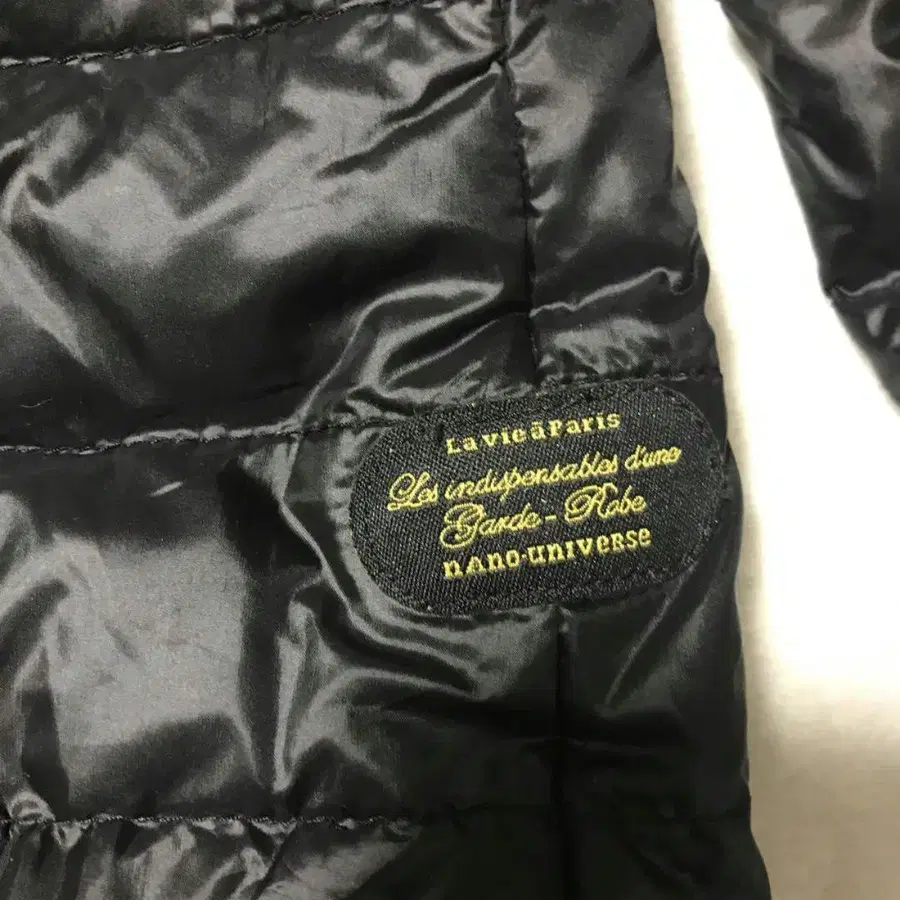 La vie à Paris
Les indispensables d'une
Garde-Robe
nAno·universe